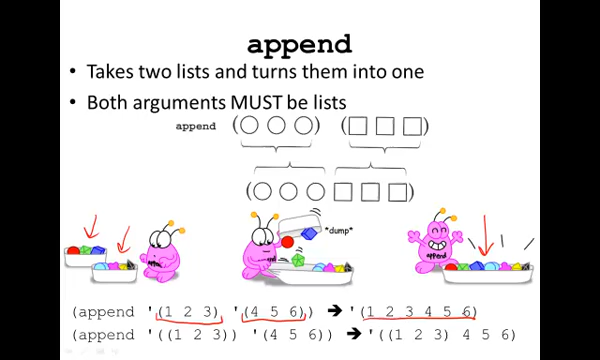 append
• Takes two lists and turns them into one
• Both arguments MUST be lists
append (○ ○ ○) (□ □ □)
(○ ○ ○ □ □ □)
*dump*
append
(append '(1 2 3) '(4 5 6)) → '(1 2 3 4 5 6)
(append '((1 2 3)) '(4 5 6)) → '((1 2 3) 4 5 6)